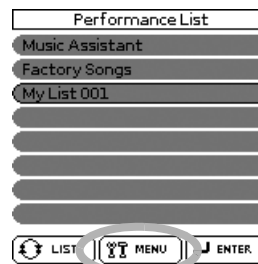 Performance List
Music Assistant
Factory Songs
My List 001
LIST MENU ENTER